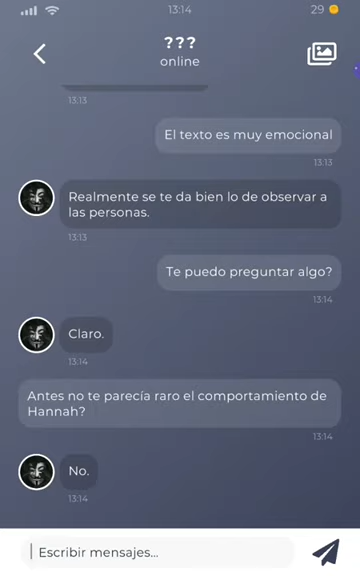 13:14
29
???
online
13:13
El texto es muy emocional
13:13
Realmente se te da bien lo de observar a
las personas.
13:13
Te puedo preguntar algo?
13:14
Claro.
13:14
Antes no te parecía raro el comportamiento de
Hannah?
13:14
No.
13:14
Escribir mensajes...